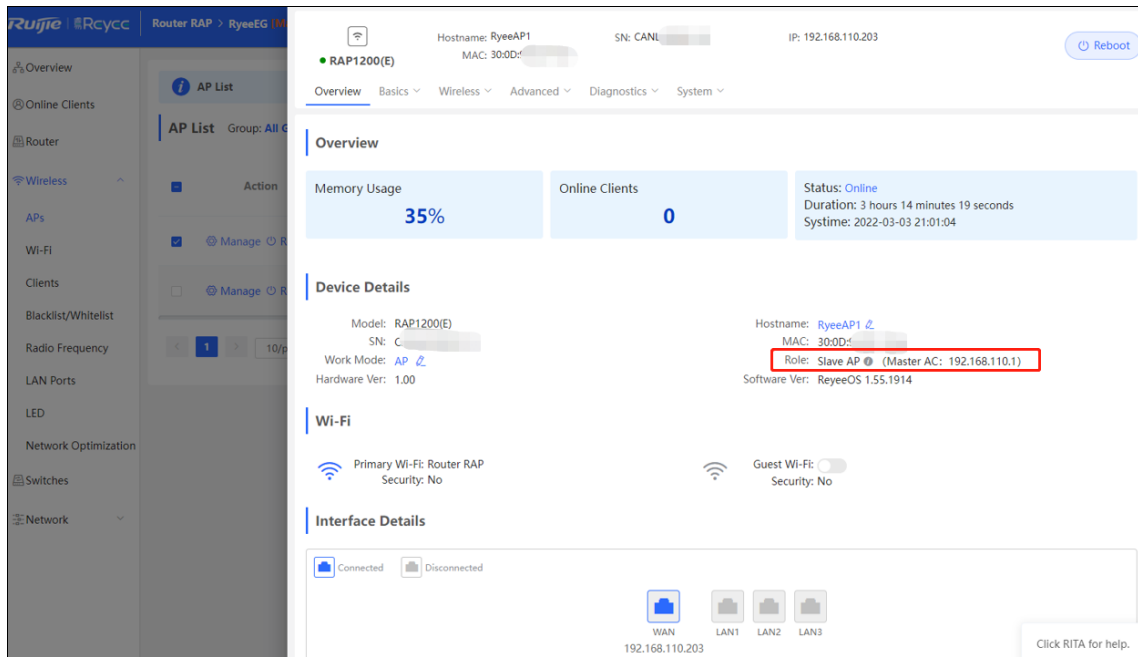 Ruijie | Rcycc
Router RAP > RyeeEG [M
Overview
Online Clients
Router
Wireless
APs
Wi-Fi
Clients
Blacklist/Whitelist
Radio Frequency
LAN Ports
LED
Network Optimization
Switches
Network
i AP List
AP List Group: All G
Action
Manage R
Manage R
< 1 > 10/p
RAP1200(E)
Hostname: RyeeAP1
MAC: 30:0D:
SN: CANL
IP: 192.168.110.203
Reboot
Overview Basics Wireless Advanced Diagnostics System
Overview
Memory Usage
35%
Online Clients
0
Status: Online
Duration: 3 hours 14 minutes 19 seconds
Systime: 2022-03-03 21:01:04
Device Details
Model: RAP1200(E)
SN: C
Work Mode: AP
Hardware Ver: 1.00
Hostname: RyeeAP1
MAC: 30:0D:
Role: Slave AP (Master AC: 192.168.110.1)
Software Ver: ReyeeOS 1.55.1914
Wi-Fi
Primary Wi-Fi: Router RAP
Security: No
Guest Wi-Fi:
Security: No
Interface Details
Connected Disconnected
WAN LAN1 LAN2 LAN3
192.168.110.203
Click RITA for help.